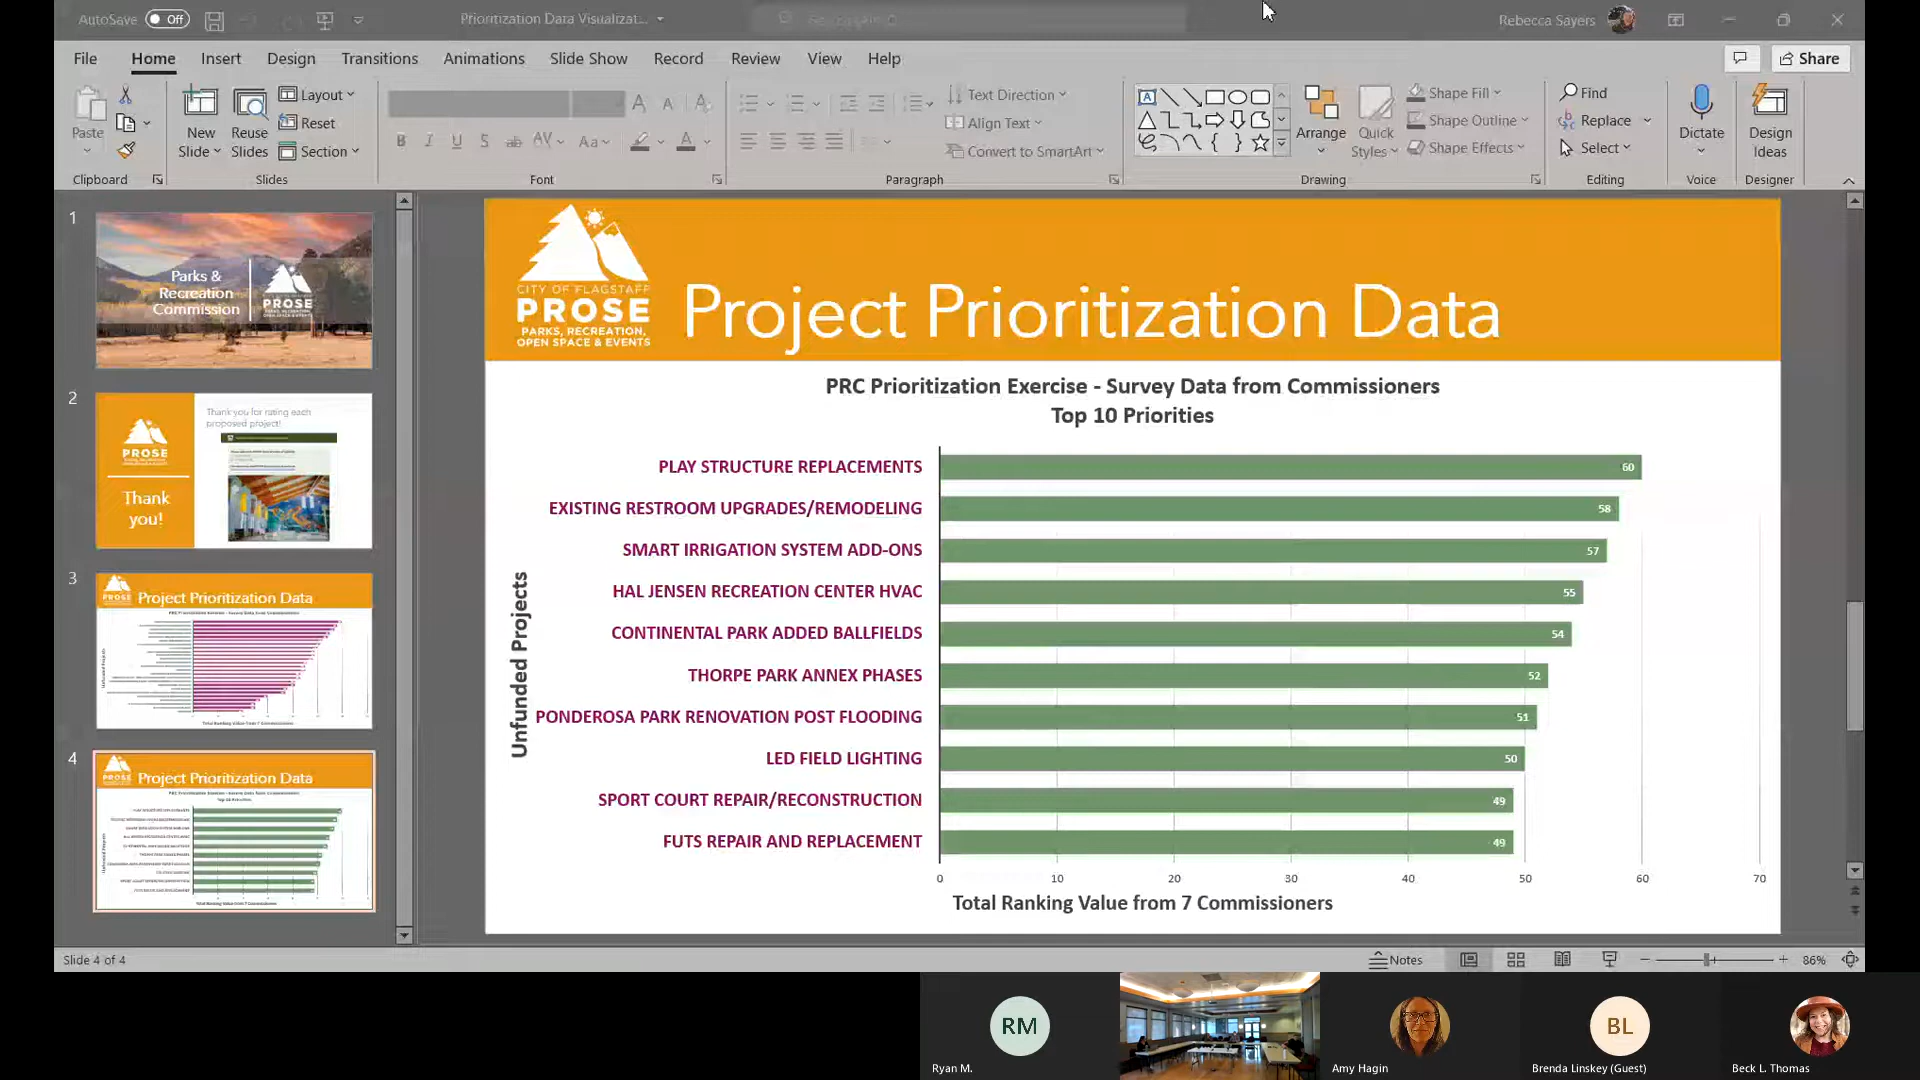 AutoSave
Off
Prioritization Data Visualizat...
Rebecca Sayers
File
Home
Insert
Design
Transitions
Animations
Slide Show
Record
Review
View
Help
Share
Paste
New
Slide
Reuse
Slides
Layout
Reset
Section
Text Direction
Align Text
Convert to SmartArt
Arrange
Quick
Styles
Shape Fill
Shape Outline
Shape Effects
Find
Replace
Select
Dictate
Design
Ideas
Clipboard
Slides
Font
Paragraph
Drawing
Editing
Voice
Designer
1
Parks &
Recreation
Commission
PROSE
2
PROSE
Thank
you!
Thank you for rating each
proposed project!
3
Project Prioritization Data
4
Project Prioritization Data
CITY OF FLAGSTAFF
PROSE
PARKS, RECREATION,
OPEN SPACE & EVENTS
Project Prioritization Data
PRC Prioritization Exercise - Survey Data from Commissioners
Top 10 Priorities
Unfunded Projects
PLAY STRUCTURE REPLACEMENTS 60
EXISTING RESTROOM UPGRADES/REMODELING 58
SMART IRRIGATION SYSTEM ADD-ONS 57
HAL JENSEN RECREATION CENTER HVAC 55
CONTINENTAL PARK ADDED BALLFIELDS 54
THORPE PARK ANNEX PHASES 52
PONDEROSA PARK RENOVATION POST FLOODING 51
LED FIELD LIGHTING 50
SPORT COURT REPAIR/RECONSTRUCTION 49
FUTS REPAIR AND REPLACEMENT 49
0 10 20 30 40 50 60 70
Total Ranking Value from 7 Commissioners
Slide 4 of 4
Notes
86%
RM
BL
Ryan M.
Amy Hagin
Brenda Linskey (Guest)
Beck L. Thomas